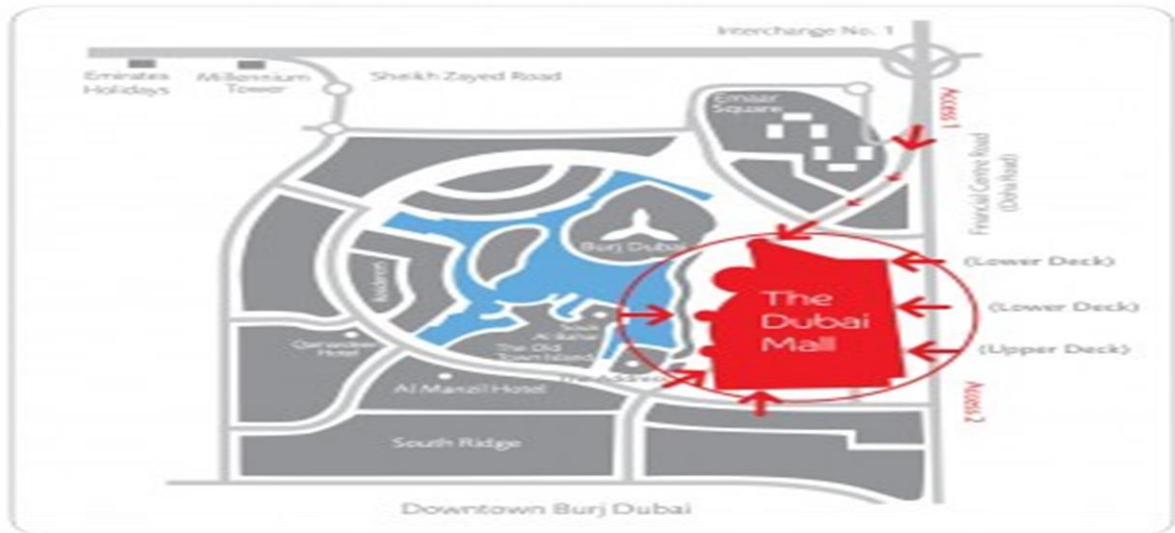 Interchange No. 1
Emirates
Holidays
Millennium
Tower
Sheikh Zayed Road
Emaar
Square
Access 1
Financial Centre Road
(Doha Road)
Burj Dubai
(Lower Deck)
(Lower Deck)
(Upper Deck)
The
Dubai
Mall
Residences
Qamardeen
Hotel
Souk
Al Bahar
The Old
Town Island
The Address
Al Manzil Hotel
Access 2
South Ridge
Downtown Burj Dubai